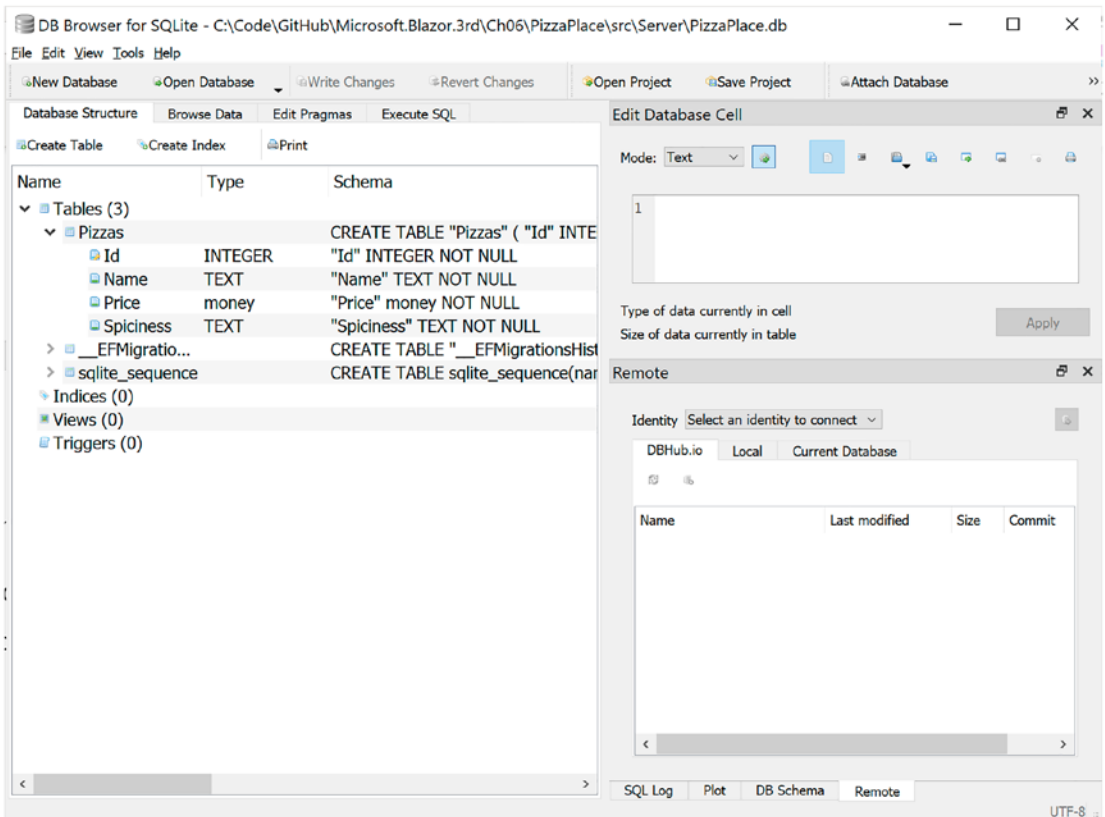 DB Browser for SQLite - C:\Code\GitHub\Microsoft.Blazor.3rd\Ch06\PizzaPlace\src\Server\PizzaPlace.db
File Edit View Tools Help
New Database Open Database Write Changes Revert Changes Open Project Save Project Attach Database »
Database Structure Browse Data Edit Pragmas Execute SQL
Create Table Create Index Print
Name Type Schema
Tables (3)
Pizzas CREATE TABLE "Pizzas" ( "Id" INTE
Id INTEGER "Id" INTEGER NOT NULL
Name TEXT "Name" TEXT NOT NULL
Price money "Price" money NOT NULL
Spiciness TEXT "Spiciness" TEXT NOT NULL
__EFMigratio... CREATE TABLE "__EFMigrationsHist
sqlite_sequence CREATE TABLE sqlite_sequence(nar
Indices (0)
Views (0)
Triggers (0)
Edit Database Cell
Mode: Text
1
Type of data currently in cell
Size of data currently in table
Apply
Remote
Identity Select an identity to connect
DBHub.io Local Current Database
Name Last modified Size Commit
SQL Log Plot DB Schema Remote
UTF-8